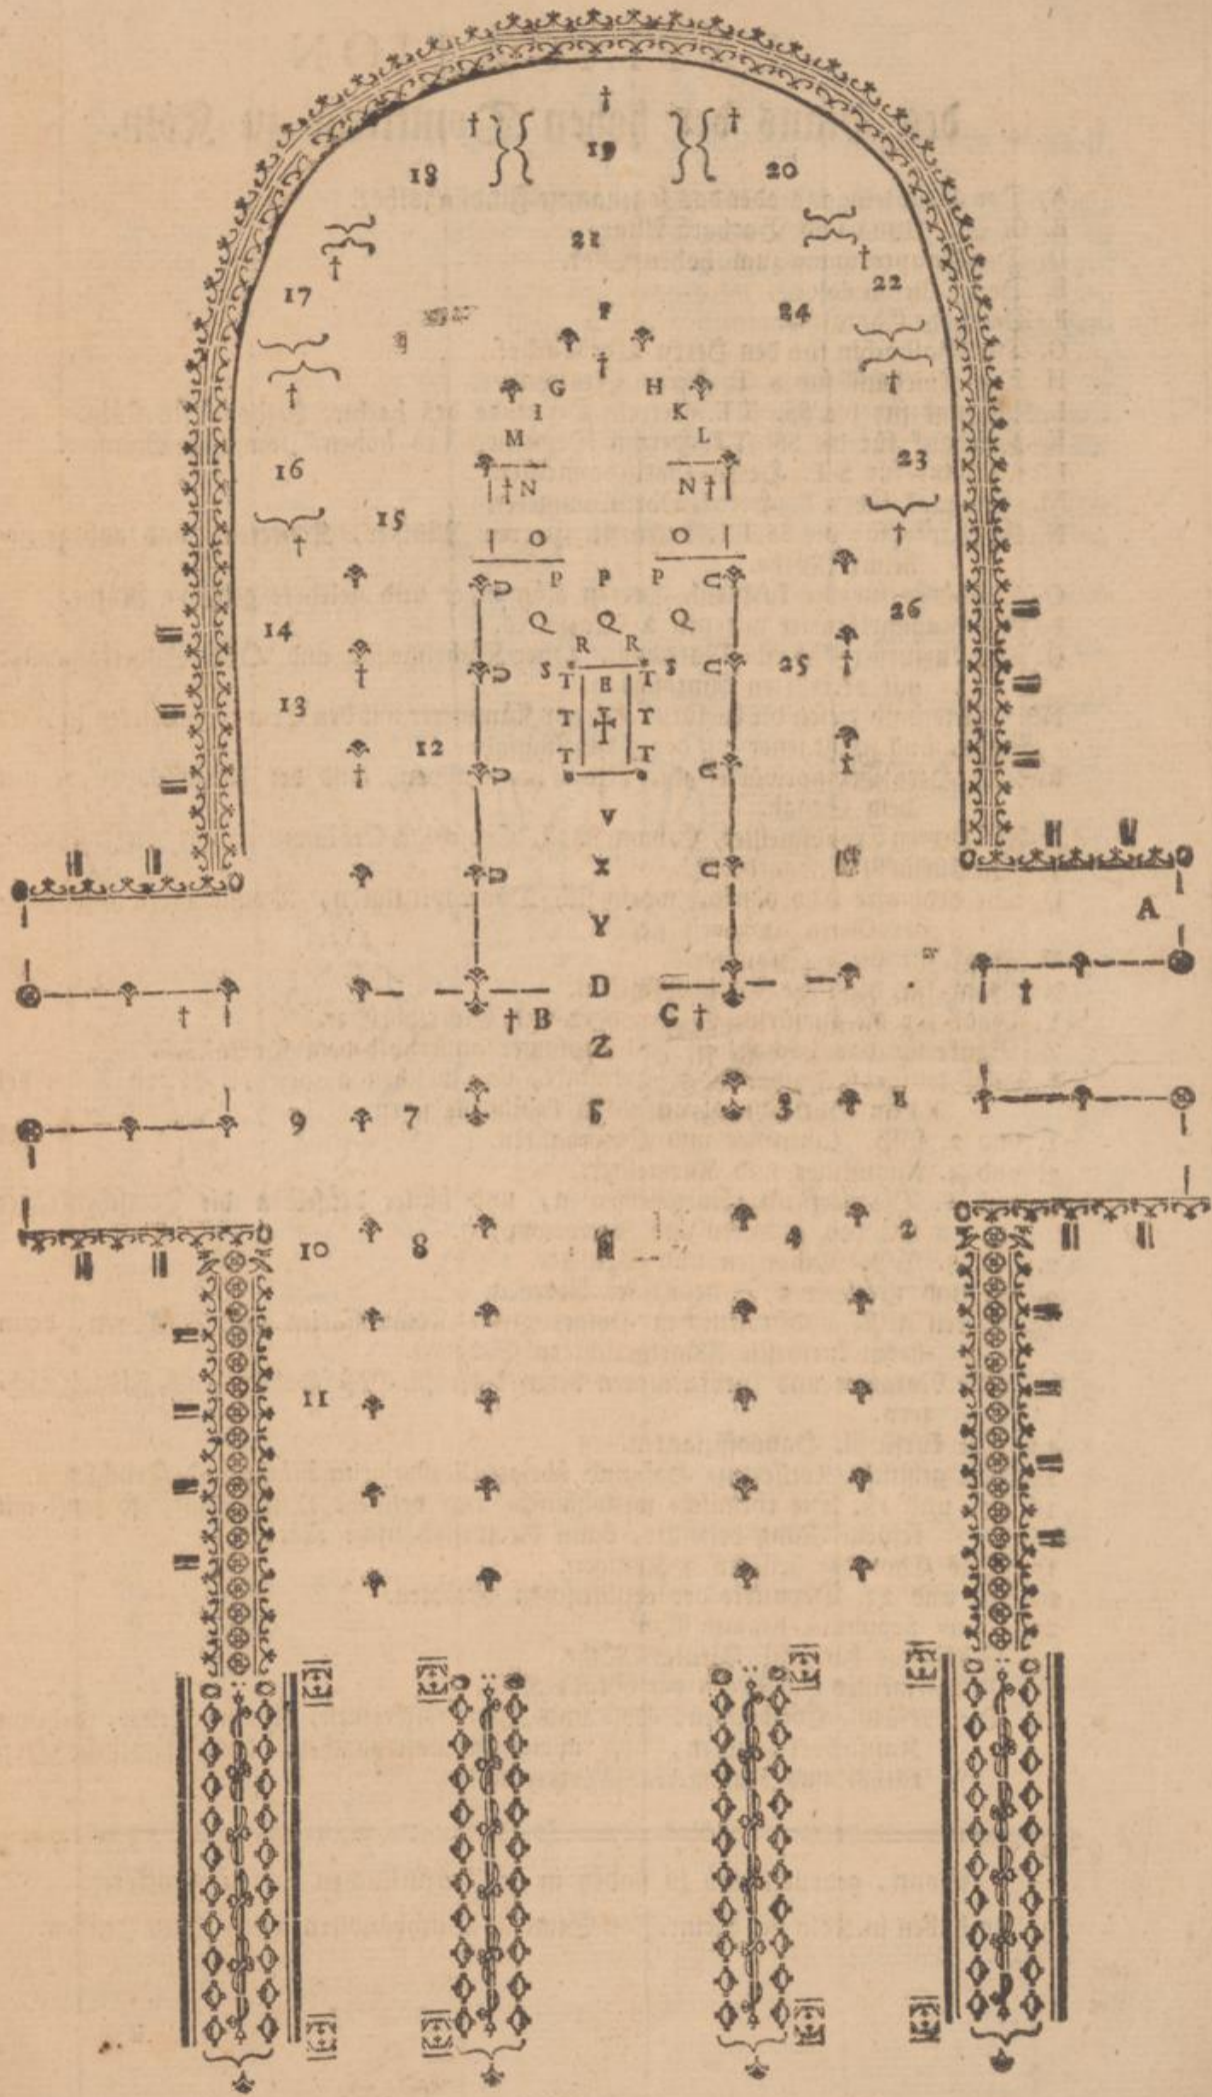 †
† † 
18 19 20
21
† †
17 22
F 24
†
G H
† I K †
M L
16 23
† N N †
15
† O O †
P P P
26
14 Q Q Q
R R
† S T E T S 25 †
13 T † T
12 T T
† †
V
X
Y
A
D
† † B C † †
Z
9 7 5 3 1
10 8 6 4 2
11